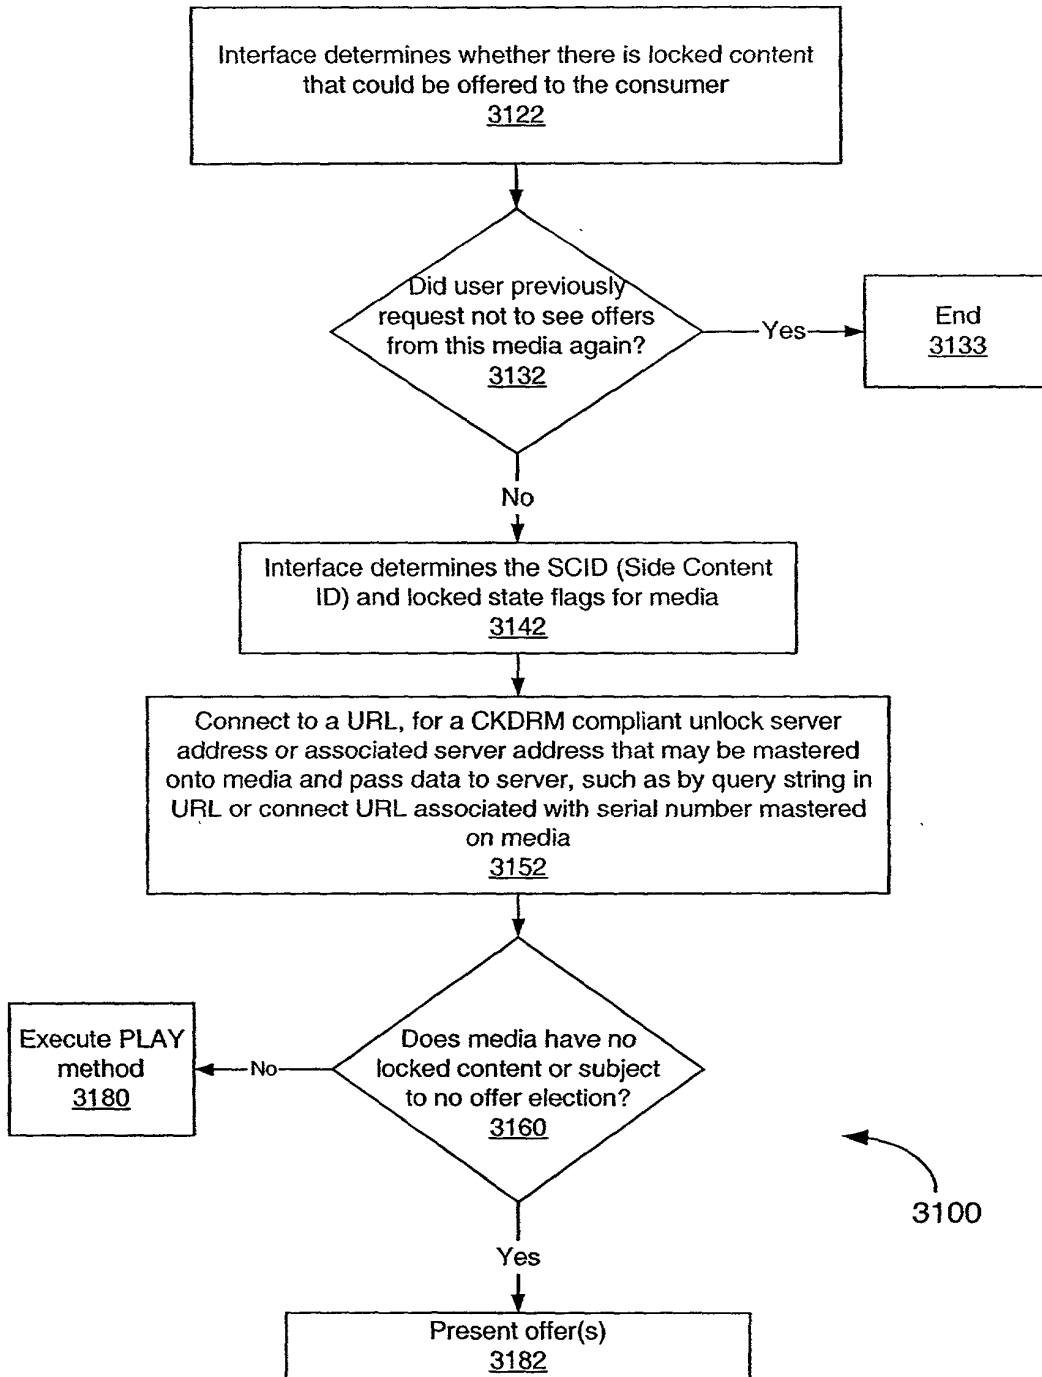 Interface determines whether there is locked content
that could be offered to the consumer
3122
Did user previously
request not to see offers
from this media again?
3132
Yes
End
3133
No
Interface determines the SCID (Side Content
ID) and locked state flags for media
3142
Connect to a URL, for a CKDRM compliant unlock server
address or associated server address that may be mastered
onto media and pass data to server, such as by query string in
URL or connect URL associated with serial number mastered
on media
3152
Execute PLAY
method
3180
No
Does media have no
locked content or subject
to no offer election?
3160
3100
Yes
Present offer(s)
3182